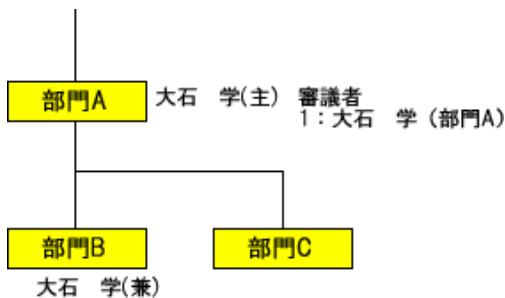 部門A
大石　学(主)　審議者
1：大石　学（部門A）
部門B
部門C
大石　学(兼)